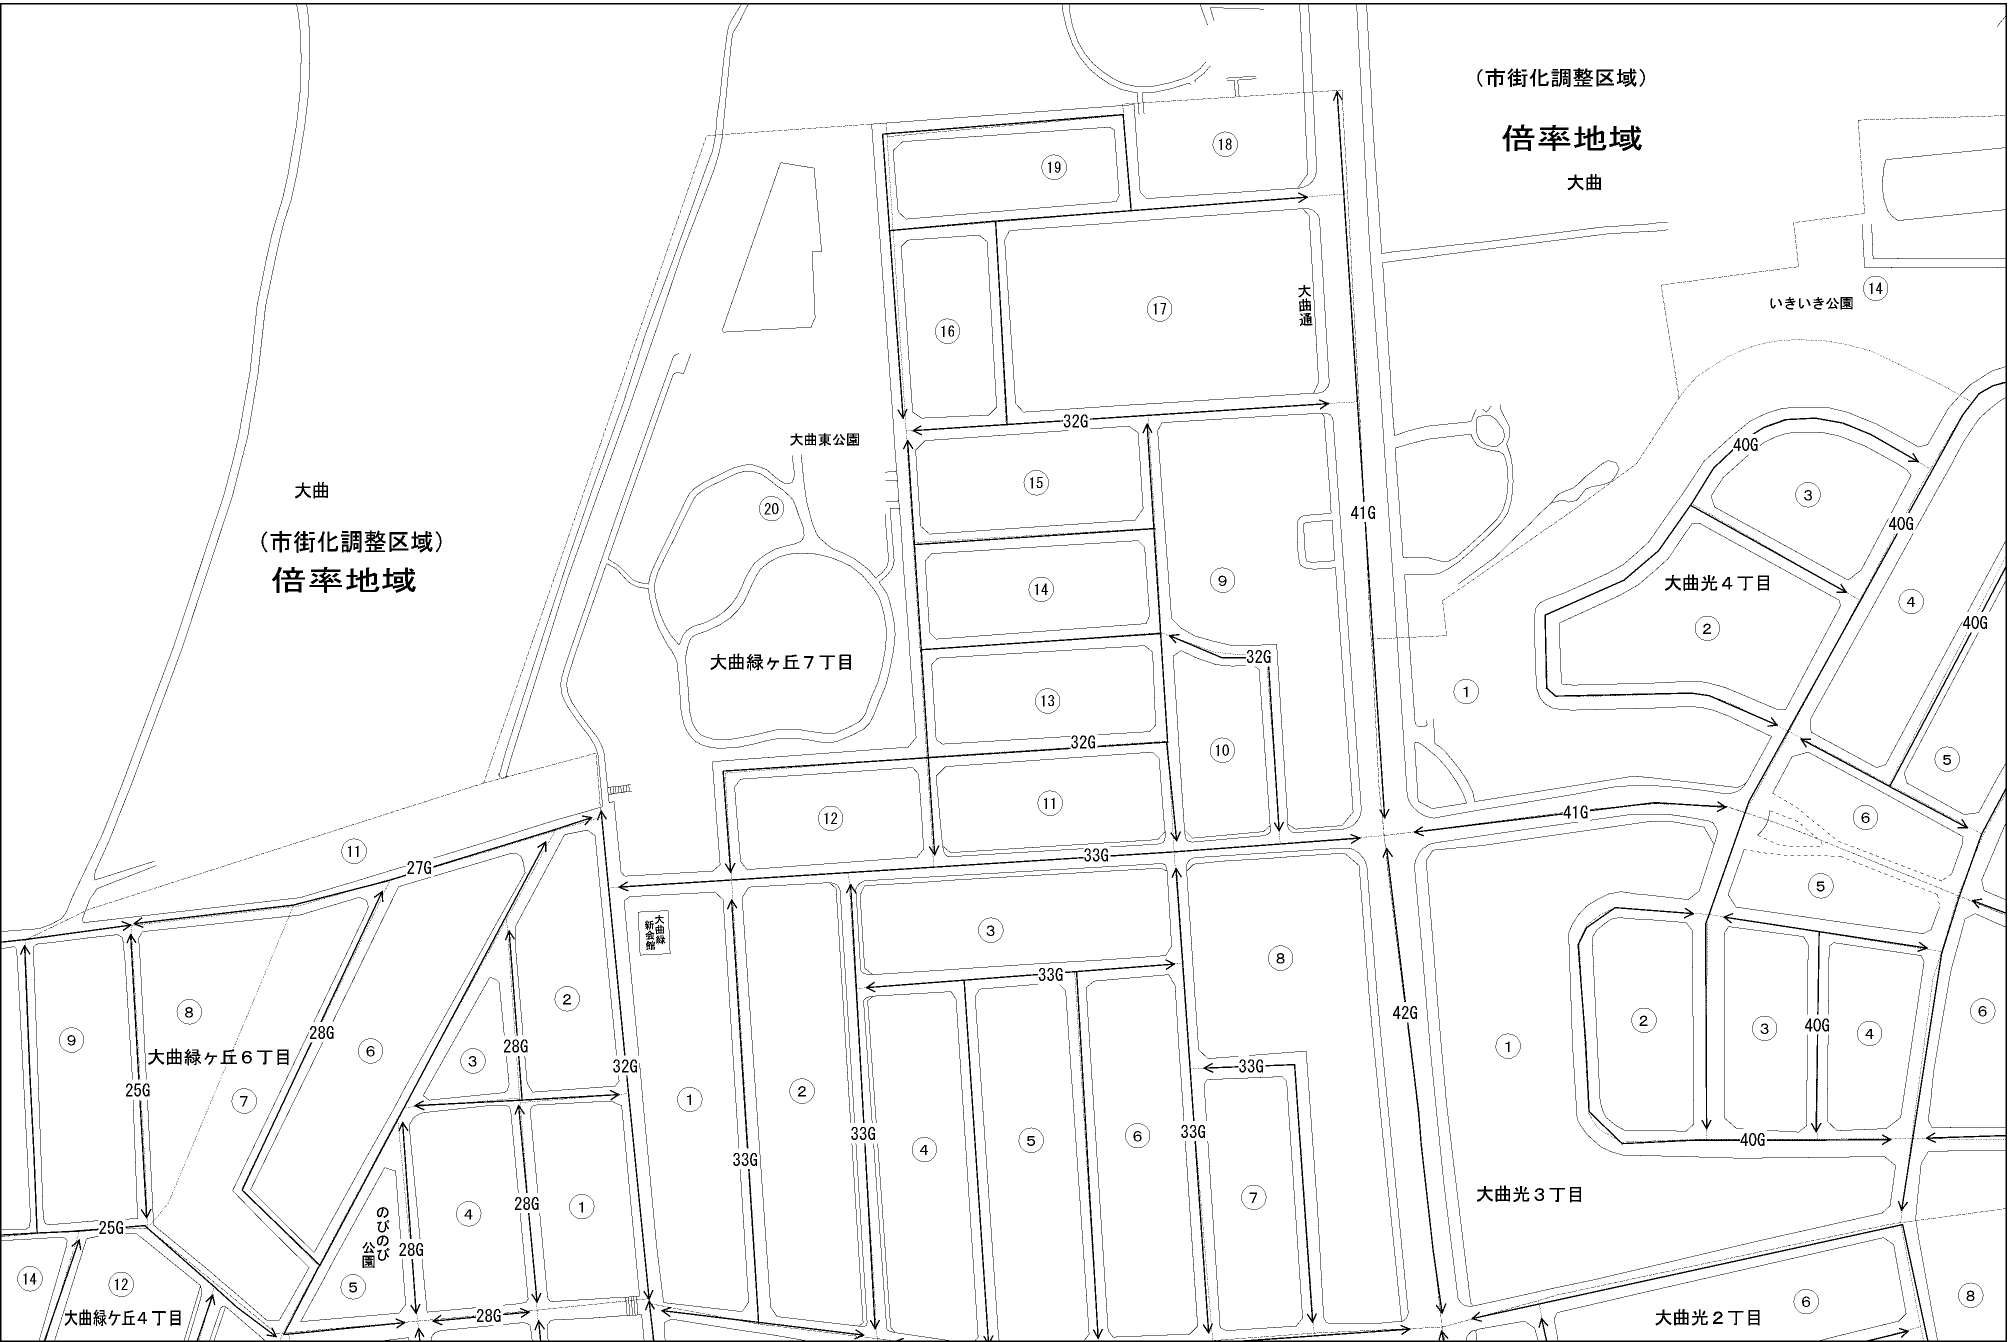 (市街化調整区域)
倍率地域
大曲
18
19
14
いきいき公園
大曲通
17
16
32G
大曲東公園
40G
3
15
20
大曲
41G
40G
(市街化調整区域)
倍率地域
9
14
大曲光4丁目
4
2
40G
大曲緑ヶ丘7丁目
32G
1
13
32G
10
5
11
12
41G
6
11
33G
27G
5
大曲緑
新会館
3
8
33G
2
8
42G
6
2
3
40G
4
9
28G
大曲緑ヶ丘6丁目
6
3
28G
32G
1
33G
25G
7
1
2
33G
33G
33G
40G
4
5
6
33G
28G
4
1
7
大曲光3丁目
25G
のびのび
公園
28G
14
12
5
大曲緑ケ丘4丁目
28G
6
8
大曲光2丁目